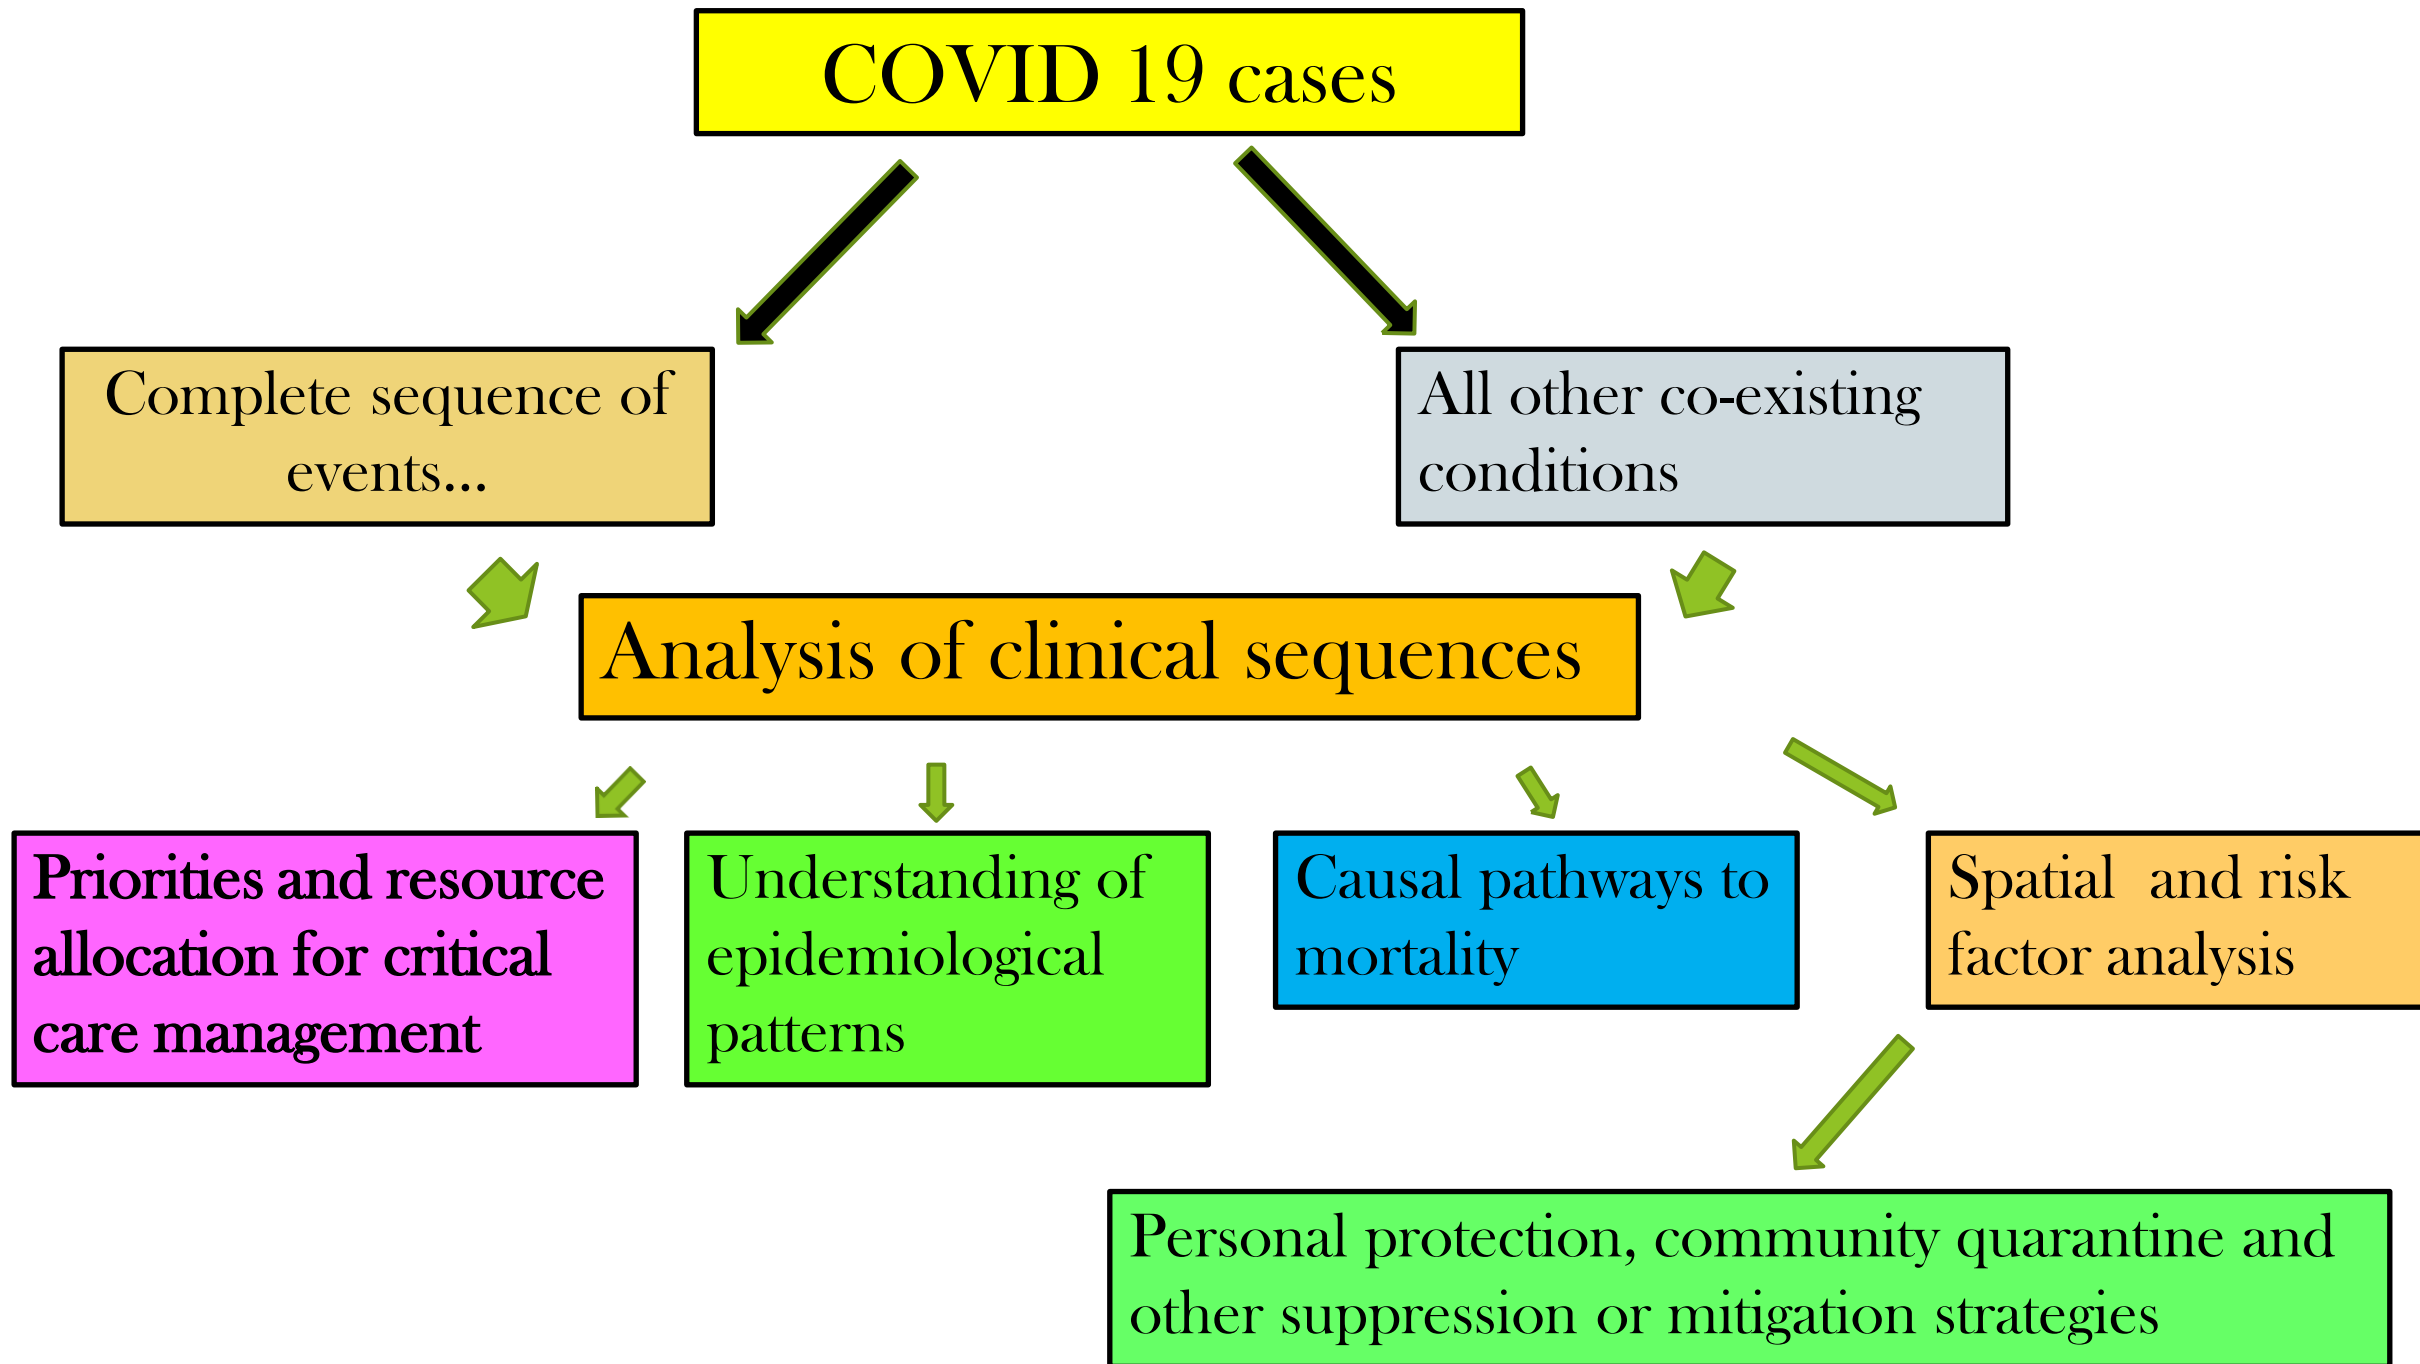 COVID 19 cases
Complete sequence of
events...
All other co-existing
conditions
Analysis of clinical sequences
Priorities and resource
allocation for critical
care management
Understanding of
epidemiological
patterns
Causal pathways to
mortality
Spatial  and risk
factor analysis
Personal protection, community quarantine and
other suppression or mitigation strategies